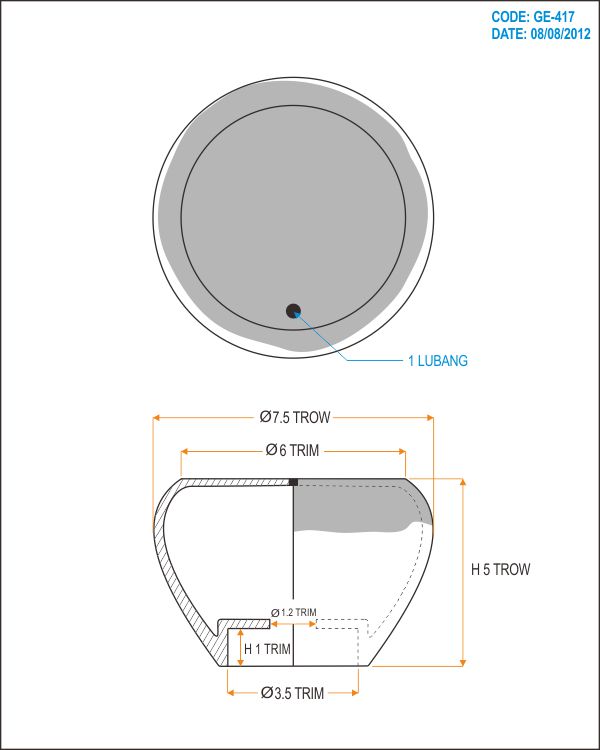 CODE: GE-417
DATE: 08/08/2012
1 LUBANG
Ø7.5 TROW
Ø6 TRIM
H 5 TROW
Ø 1.2 TRIM
H 1 TRIM
Ø3.5 TRIM